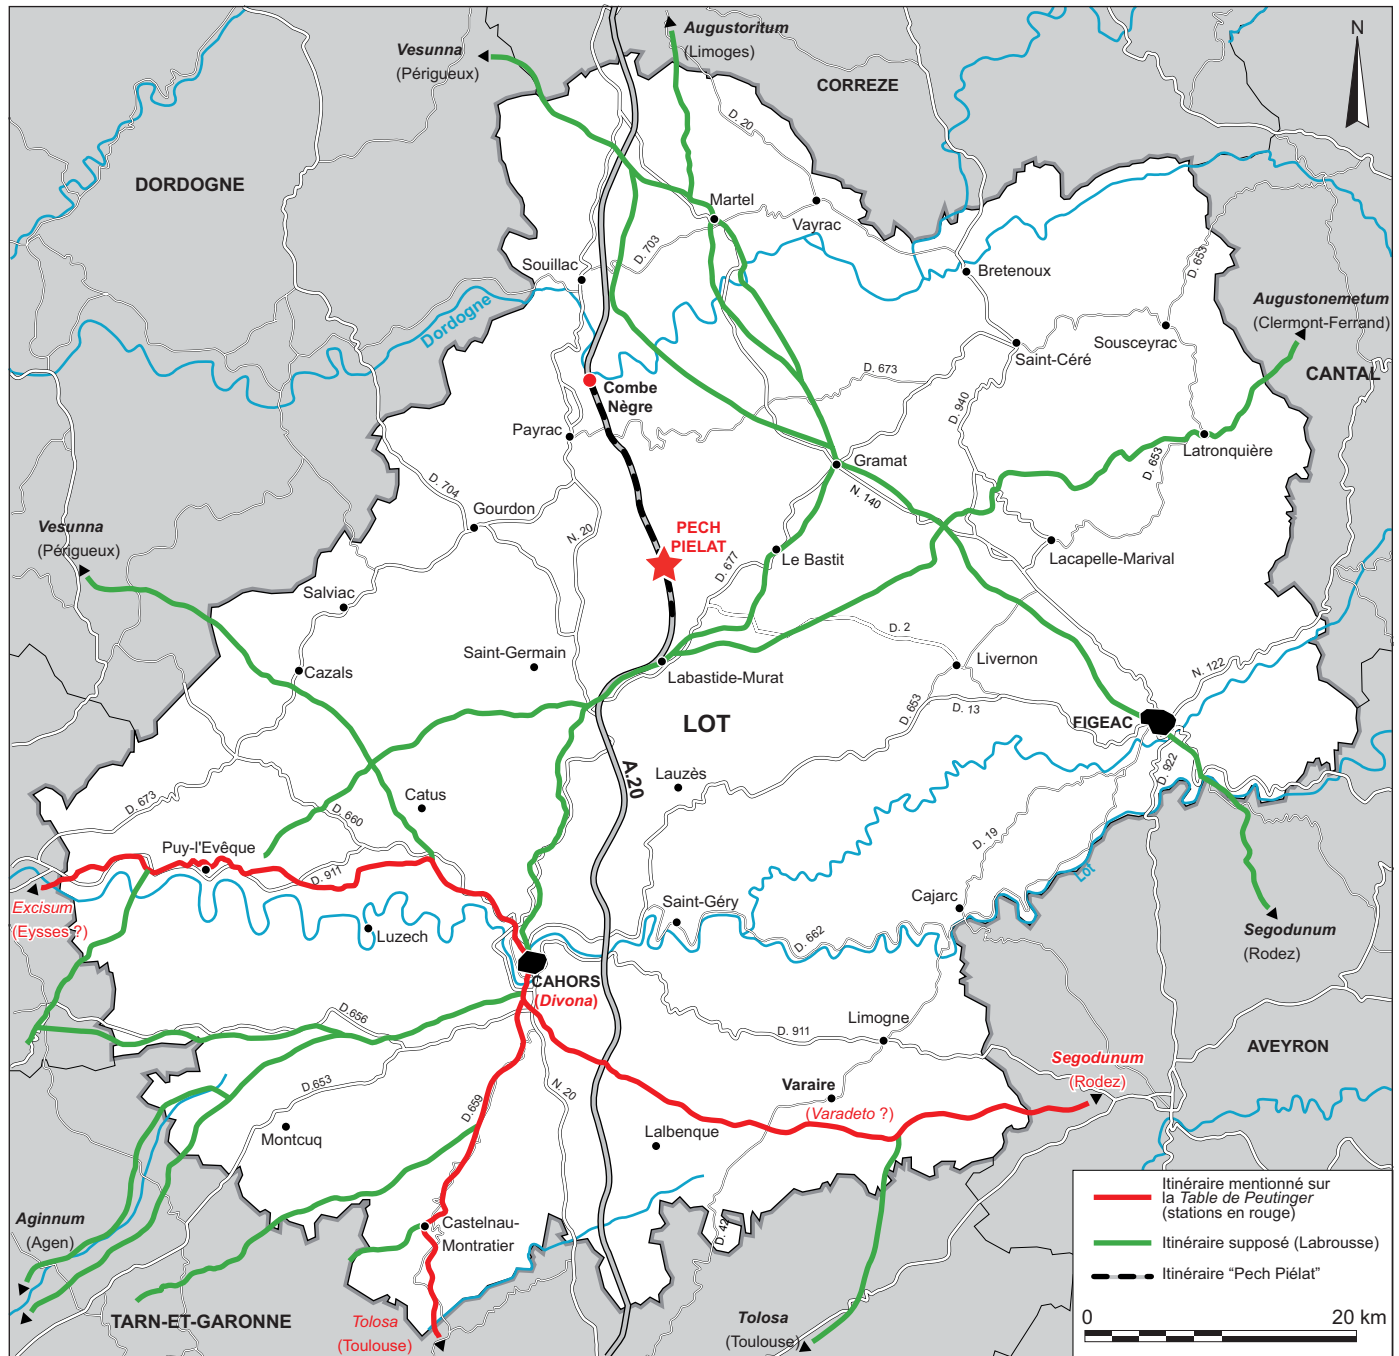 Augustoritum
(Limoges)
Vesunna
(Périgueux)
CORREZE
N
D. 20
DORDOGNE
Martel
Vayrac
D. 703
Souillac
Bretenoux
D. 653
Augustonemetum
(Clermont-Ferrand)
Dordogne
Sousceyrac
Saint-Céré
CANTAL
D. 673
Combe
Nègre
D. 940
Payrac
Latronquière
Gramat
D. 653
D. 704
N. 140
Gourdon
Vesunna
(Périgueux)
N. 20
PECH
PIELAT
Le Bastit
Lacapelle-Marival
D. 677
Salviac
D. 2
Saint-Germain
Livernon
Cazals
Labastide-Murat
N. 122
D. 653
D. 13
LOT
FIGEAC
A.20
Lauzès
D. 922
Catus
D. 673
D. 660
D. 19
Puy-l'Evêque
D. 911
Lot
Excisum
(Eysses ?)
Saint-Géry
Cajarc
Luzech
D. 662
Segodunum
(Rodez)
CAHORS
(Divona)
D.656
Limogne
D. 911
AVEYRON
Segodunum
(Rodez)
D.653
N. 20
Varaire
(Varadeto ?)
D.659
Montcuq
Lalbenque
Aginnum
(Agen)
Castelnau-
Montratier
D. 42
TARN-ET-GARONNE
Tolosa
(Toulouse)
Tolosa
(Toulouse)
Itinéraire mentionné sur
la Table de Peutinger
(stations en rouge)
Itinéraire supposé (Labrousse)
Itinéraire “Pech Piélat”
0 20 km